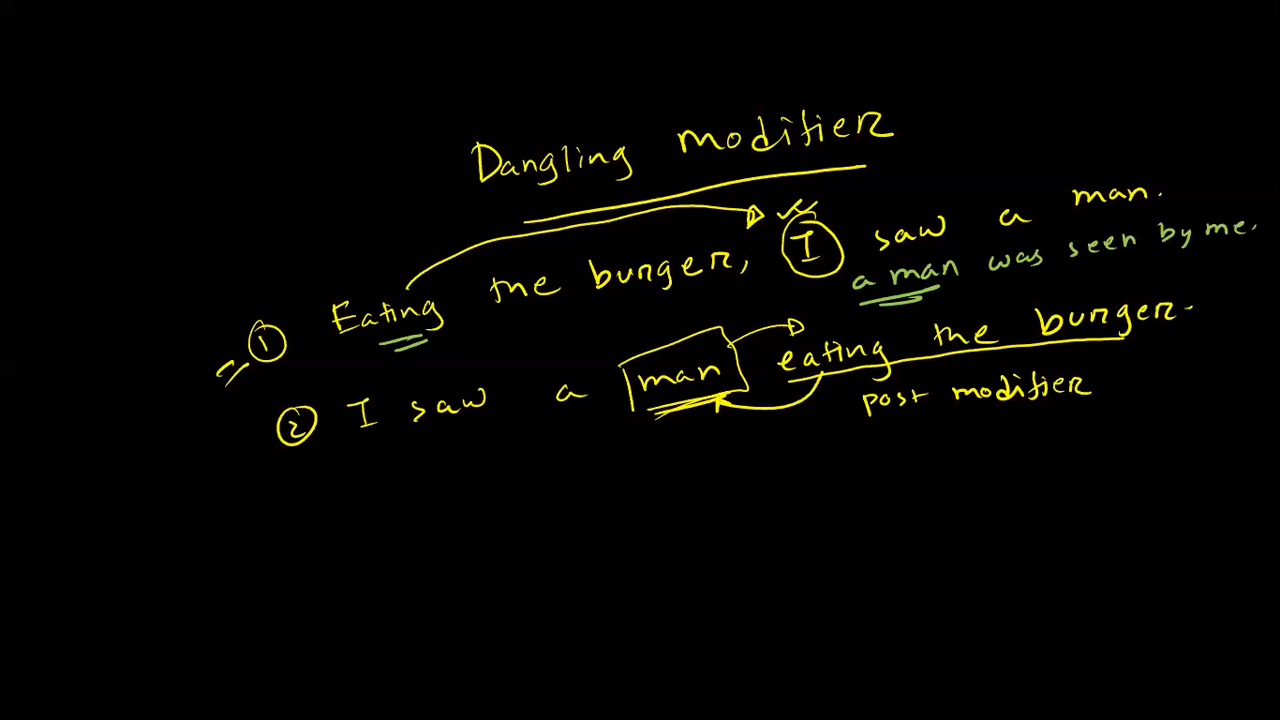 Dangling modifier
① Eating the burger, I saw a man.
a man was seen by me.
② I saw a man eating the burger.
post modifier